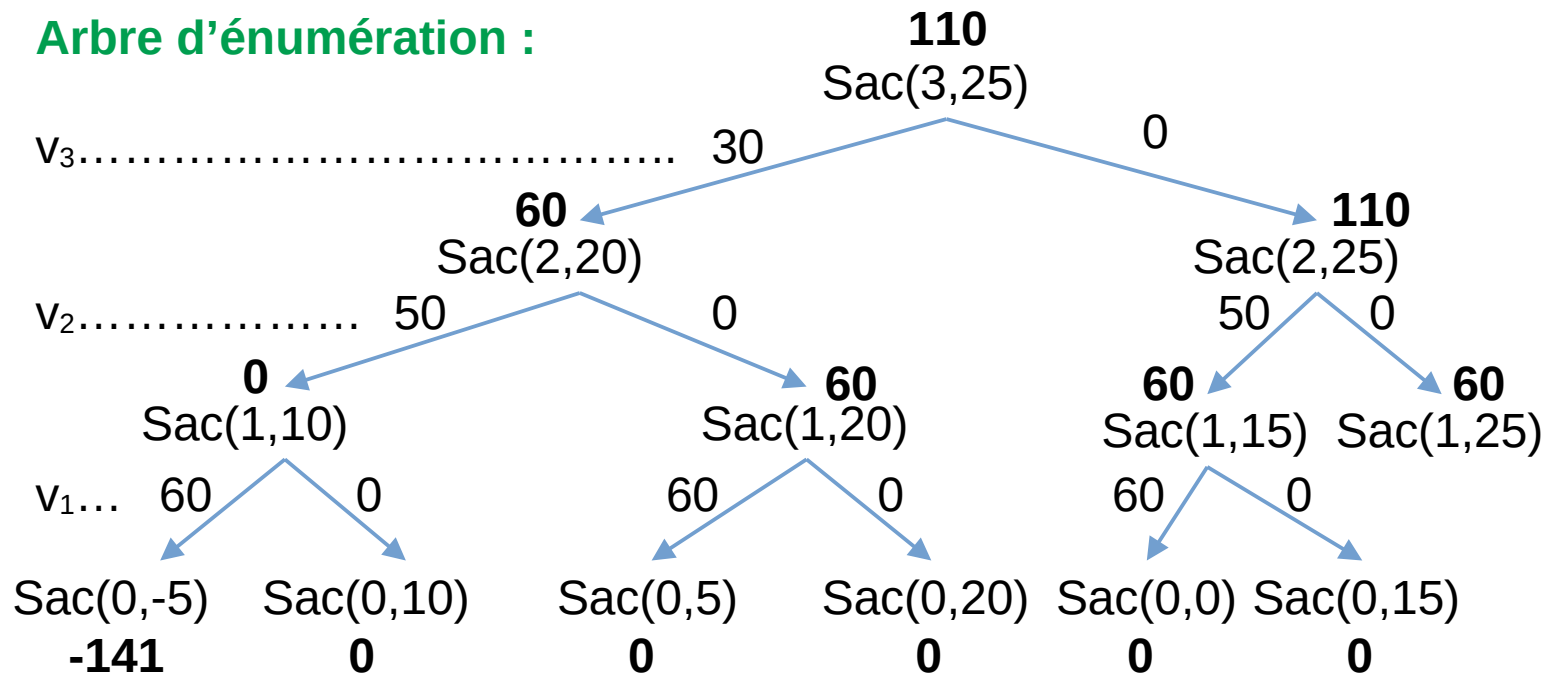 Arbre d’énumération :
110
Sac(3,25)
v3………………………………….. 30 0
60 110
Sac(2,20) Sac(2,25)
v2……………… 50 0 50 0
0 60 60 60
Sac(1,10) Sac(1,20) Sac(1,15) Sac(1,25)
v1… 60 0 60 0 60 0
Sac(0,-5) Sac(0,10) Sac(0,5) Sac(0,20) Sac(0,0) Sac(0,15)
-141 0 0 0 0 0